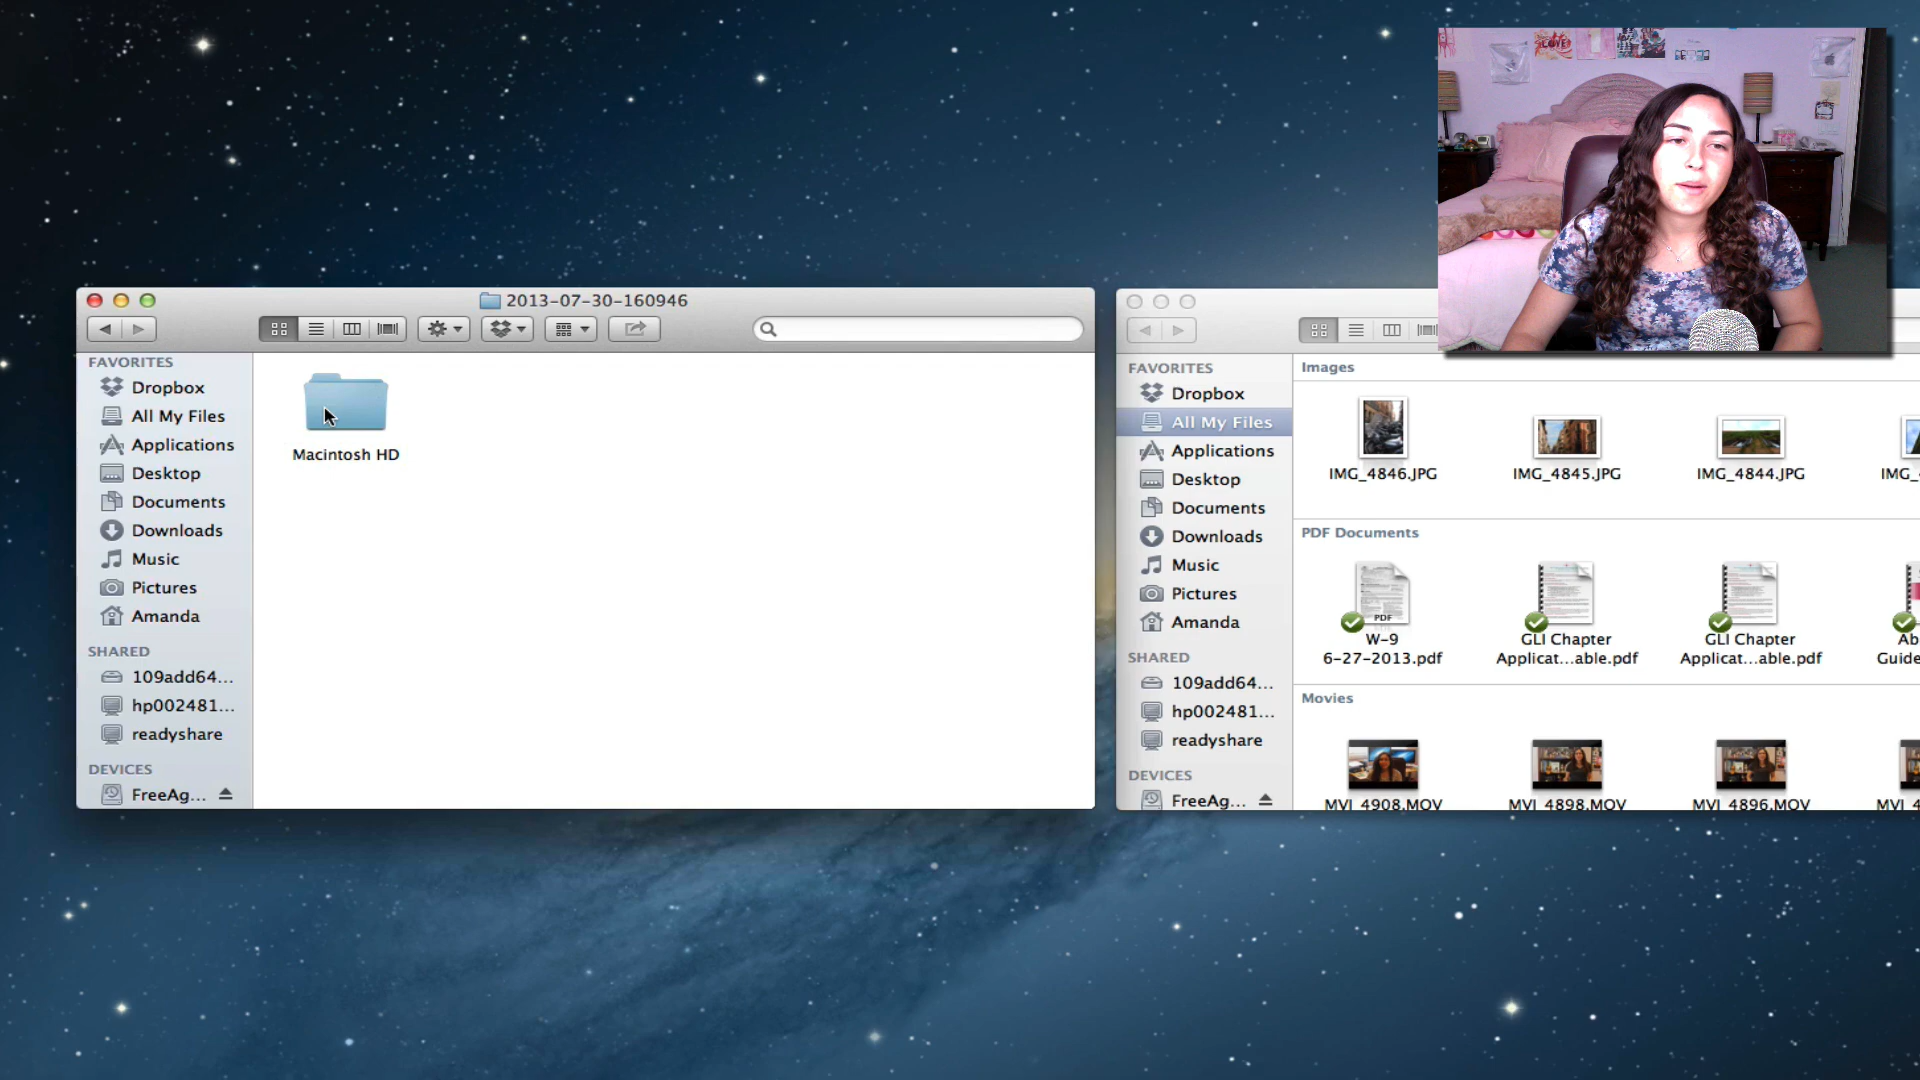 LOVE
2013-07-30-160946
FAVORITES
Dropbox
All My Files
Applications
Desktop
Documents
Downloads
Music
Pictures
Amanda
SHARED
109add64...
hp002481...
readyshare
DEVICES
FreeAg...
Macintosh HD
FAVORITES
Dropbox
All My Files
Applications
Desktop
Documents
Downloads
Music
Pictures
Amanda
SHARED
109add64...
hp002481...
readyshare
DEVICES
FreeAg...
Images
IMG_4846.JPG
IMG_4845.JPG
IMG_4844.JPG
IMG_
PDF Documents
PDF
W-9
6-27-2013.pdf
GLI Chapter
Applicat...able.pdf
GLI Chapter
Applicat...able.pdf
Ab
Guide
Movies
MVI_4908.MOV
MVI_4898.MOV
MVI_4896.MOV
MVI_4